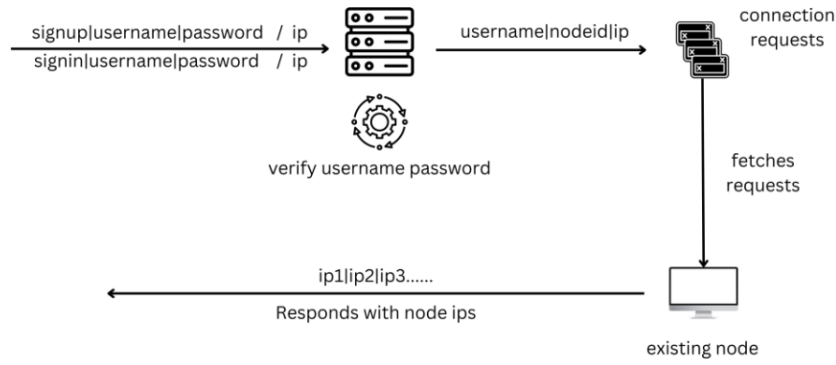 signup|username|password / ip
signin|username|password / ip
username|nodeid|ip
connection
requests
verify username password
fetches
requests
ip1|ip2|ip3......
Responds with node ips
existing node